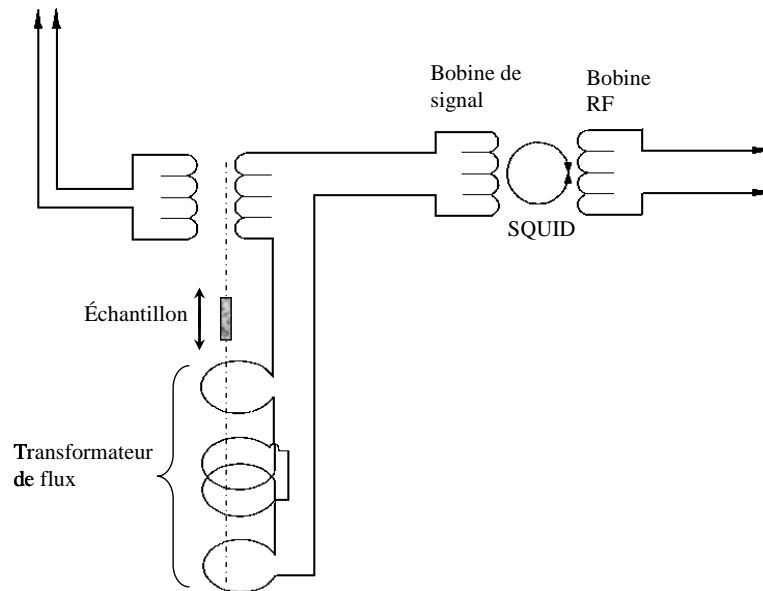 Bobine de
signal
Bobine
RF
SQUID
Échantillon
Transformateur
de flux